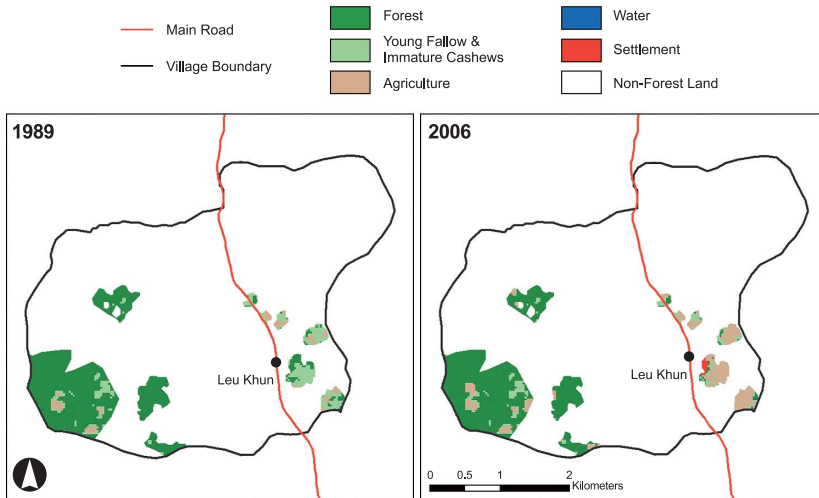 Main Road
Village Boundary
Forest
Young Fallow &
Immature Cashews
Agriculture
Water
Settlement
Non-Forest Land
1989
Leu Khun
2006
Leu Khun
0 0.5 1 2
Kilometers